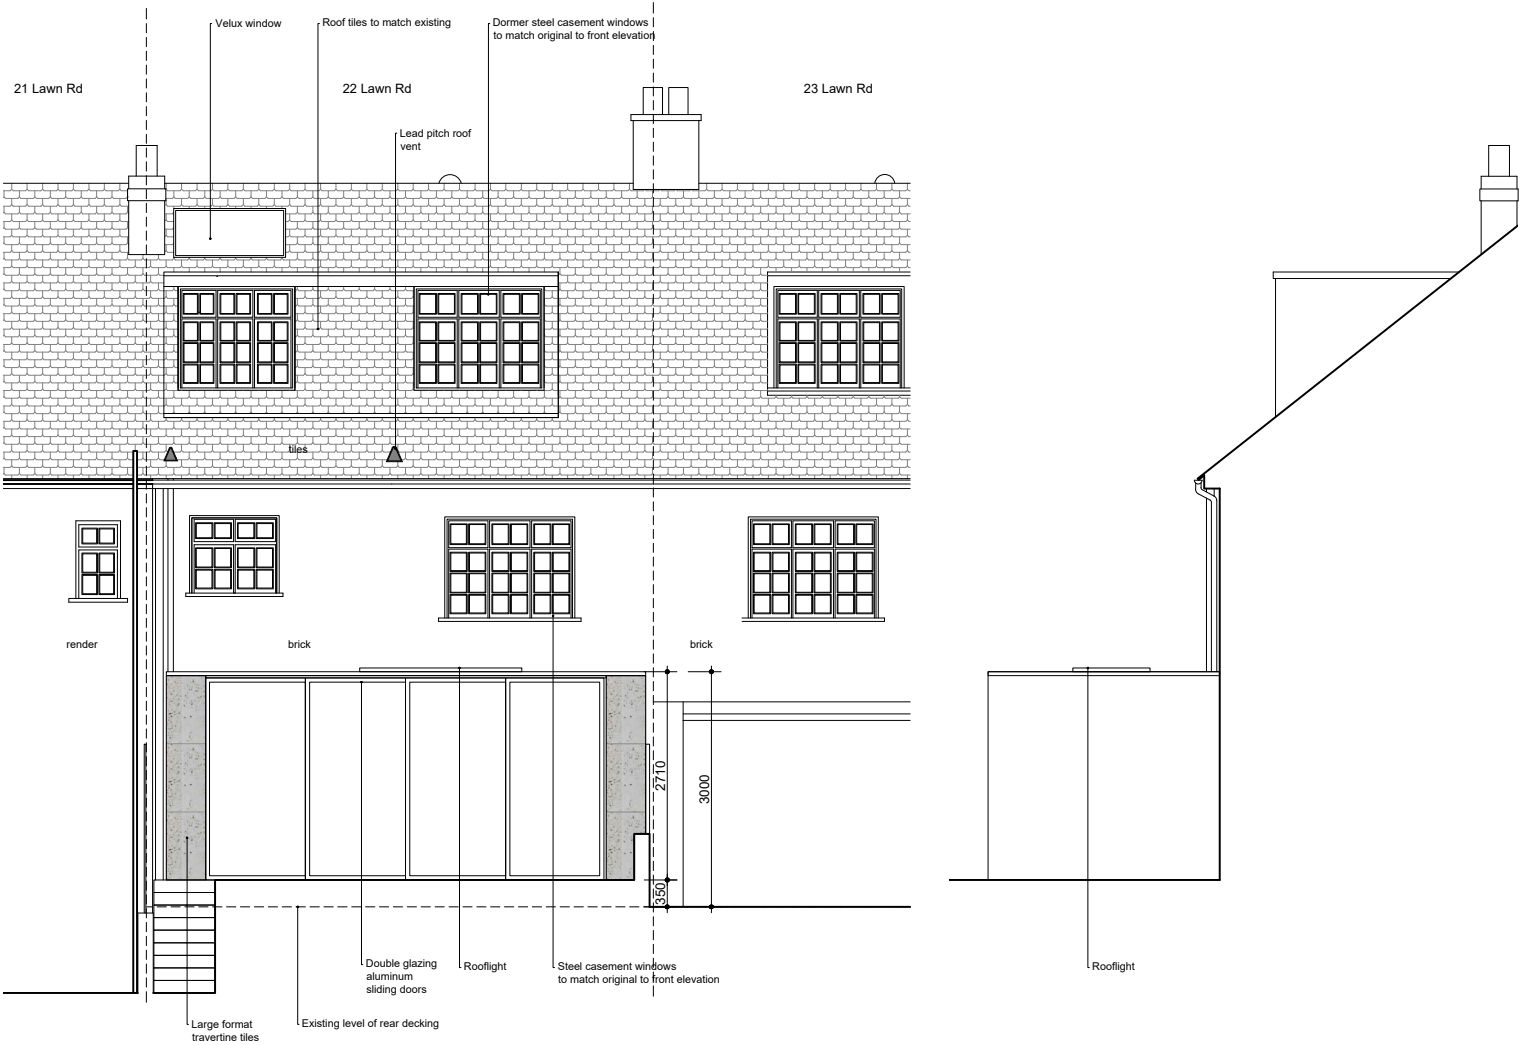 Velux window
Roof tiles to match existing
Dormer steel casement windows
to match original to front elevation
21 Lawn Rd
22 Lawn Rd
23 Lawn Rd
Lead pitch roof
vent
tiles
render
brick
brick
2710
3000
350
Double glazing
aluminum
sliding doors
Rooflight
Steel casement windows
to match original to front elevation
Rooflight
Large format
travertine tiles
Existing level of rear decking